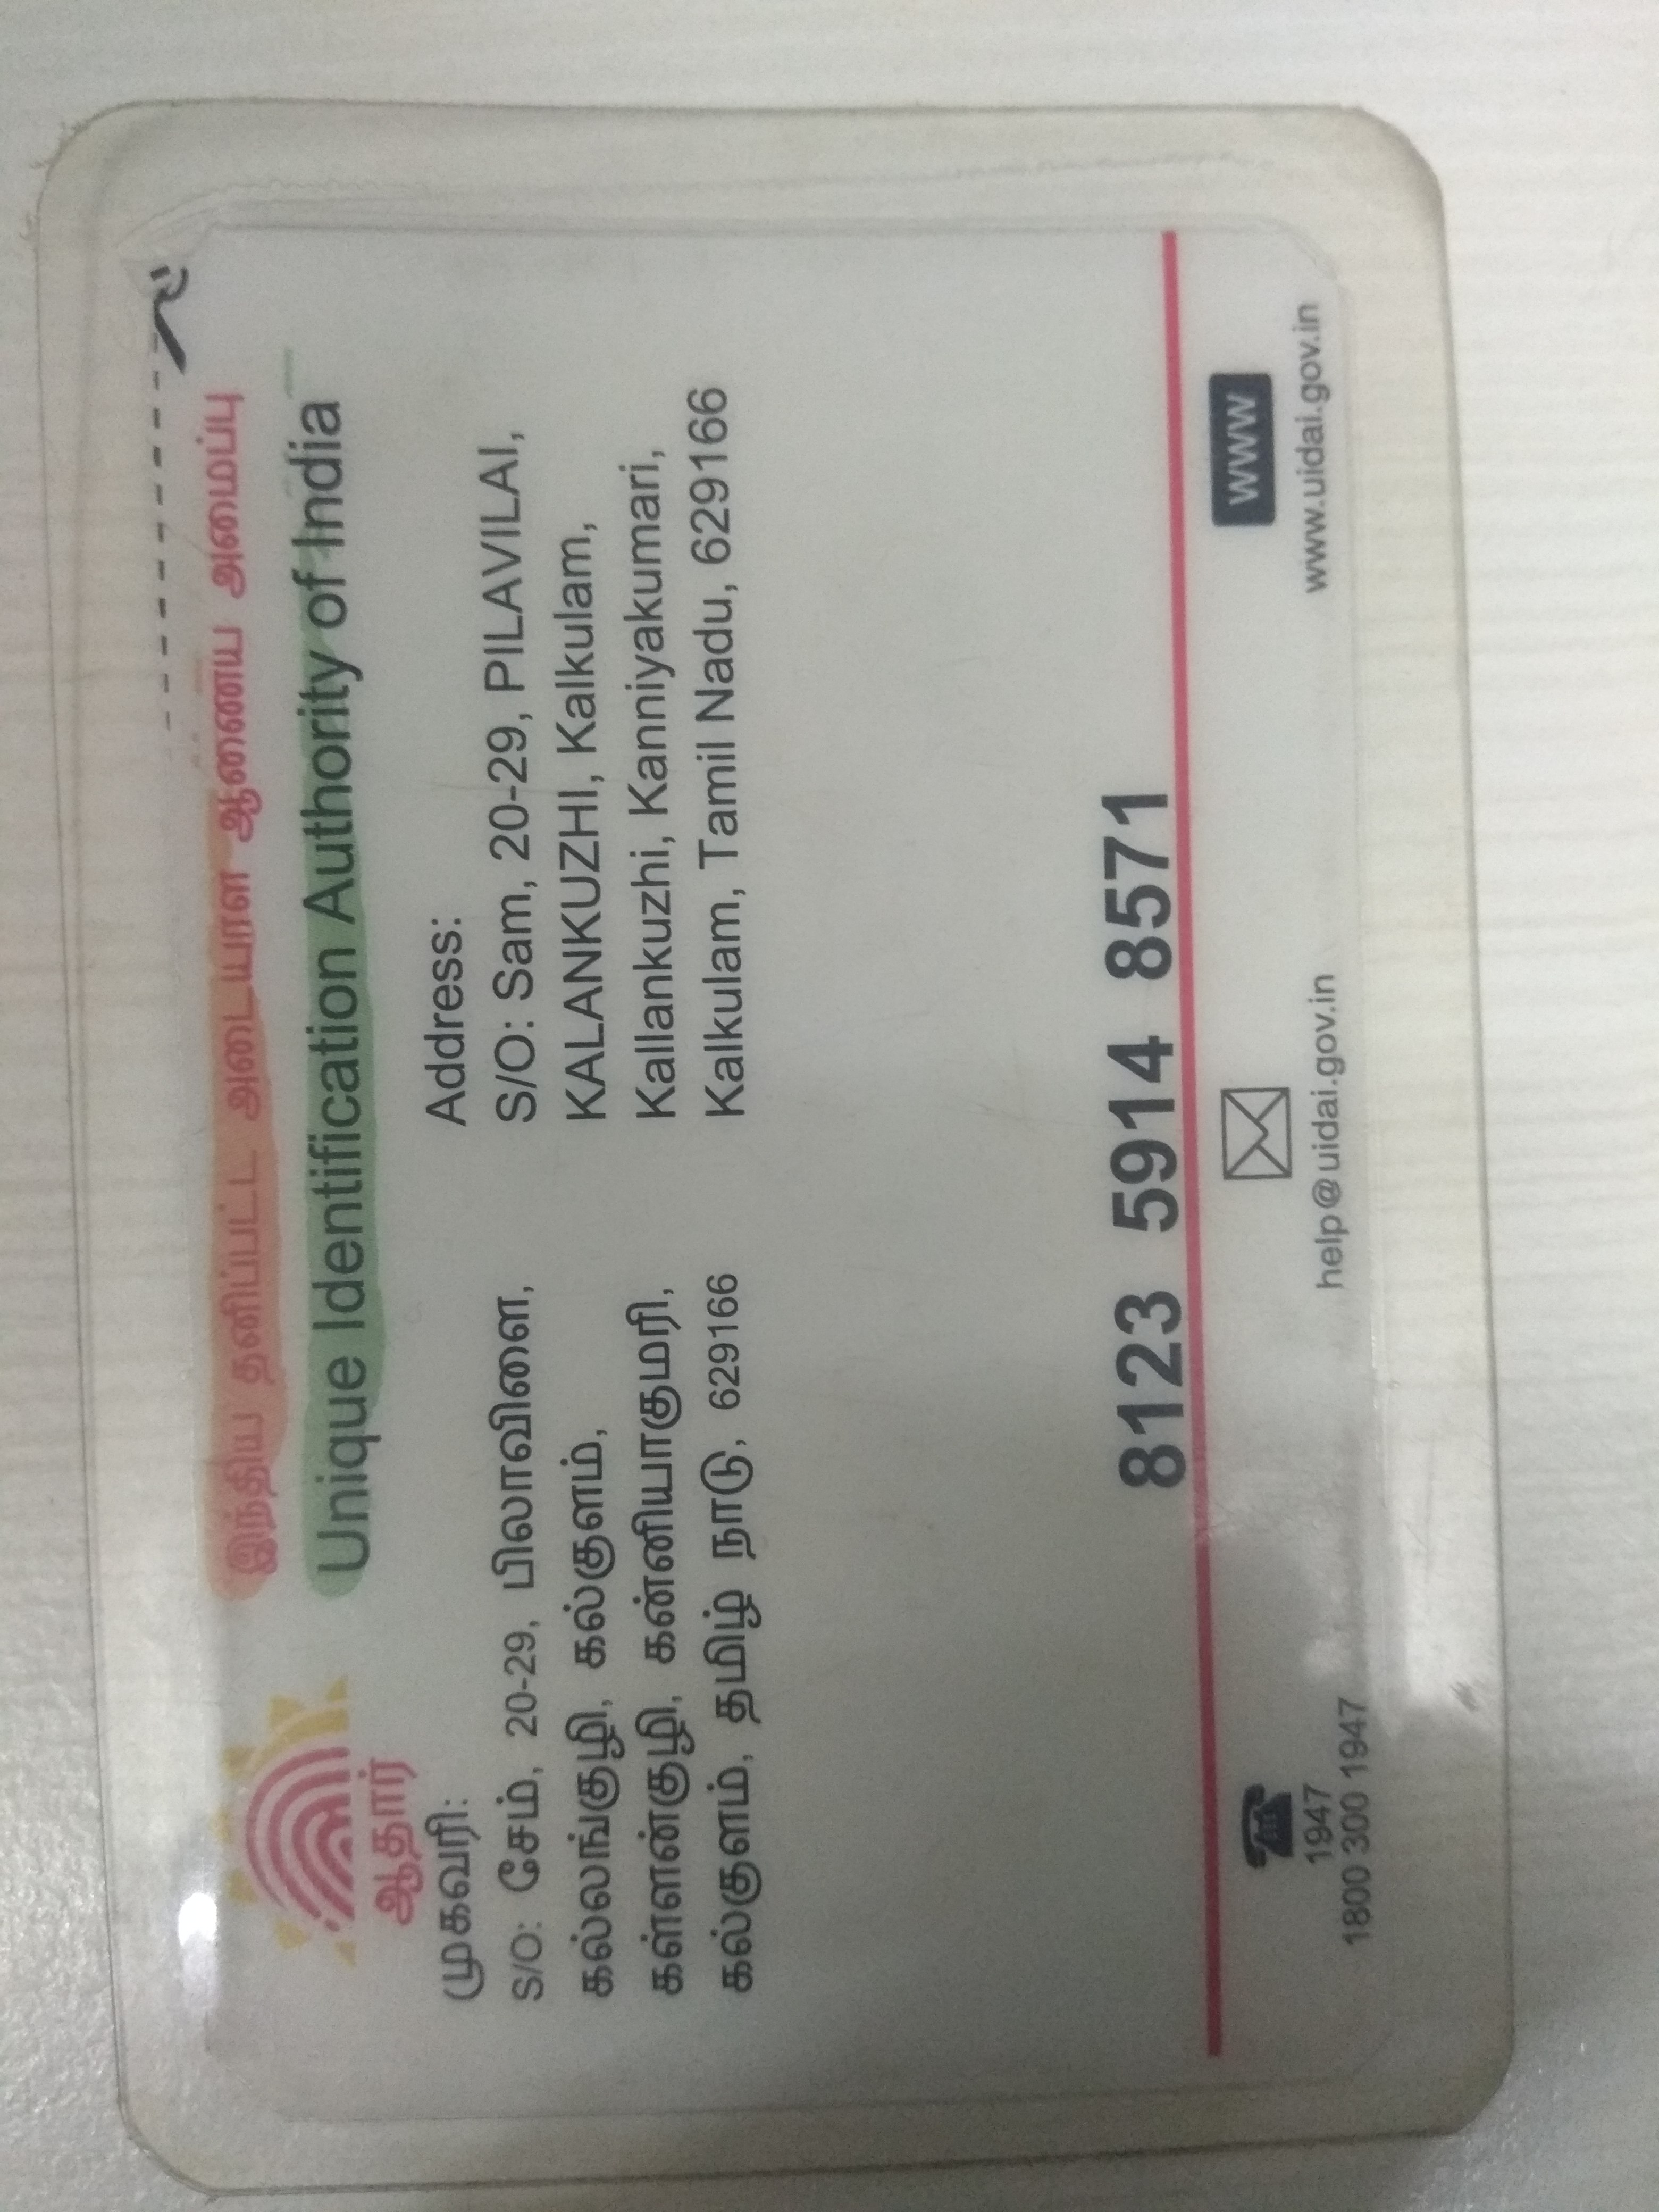 இந்திய தனிப்பட்ட அடையாள ஆணைய அமைப்பு
Unique Identification Authority of India
ஆதார்
முகவரி:
S/O: சேம், 20-29, பிலாவிளை,
கல்லங்குழி, கல்குளம்,
கள்ளன்குழி, கன்னியாகுமரி,
கல்குளம், தமிழ் நாடு, 629166
Address:
S/O: Sam, 20-29, PILAVILAI,
KALANKUZHI, Kalkulam,
Kallankuzhi, Kanniyakumari,
Kalkulam, Tamil Nadu, 629166
8123 5914 8571
1947
1800 300 1947
help@uidai.gov.in
WWW
www.uidai.gov.in